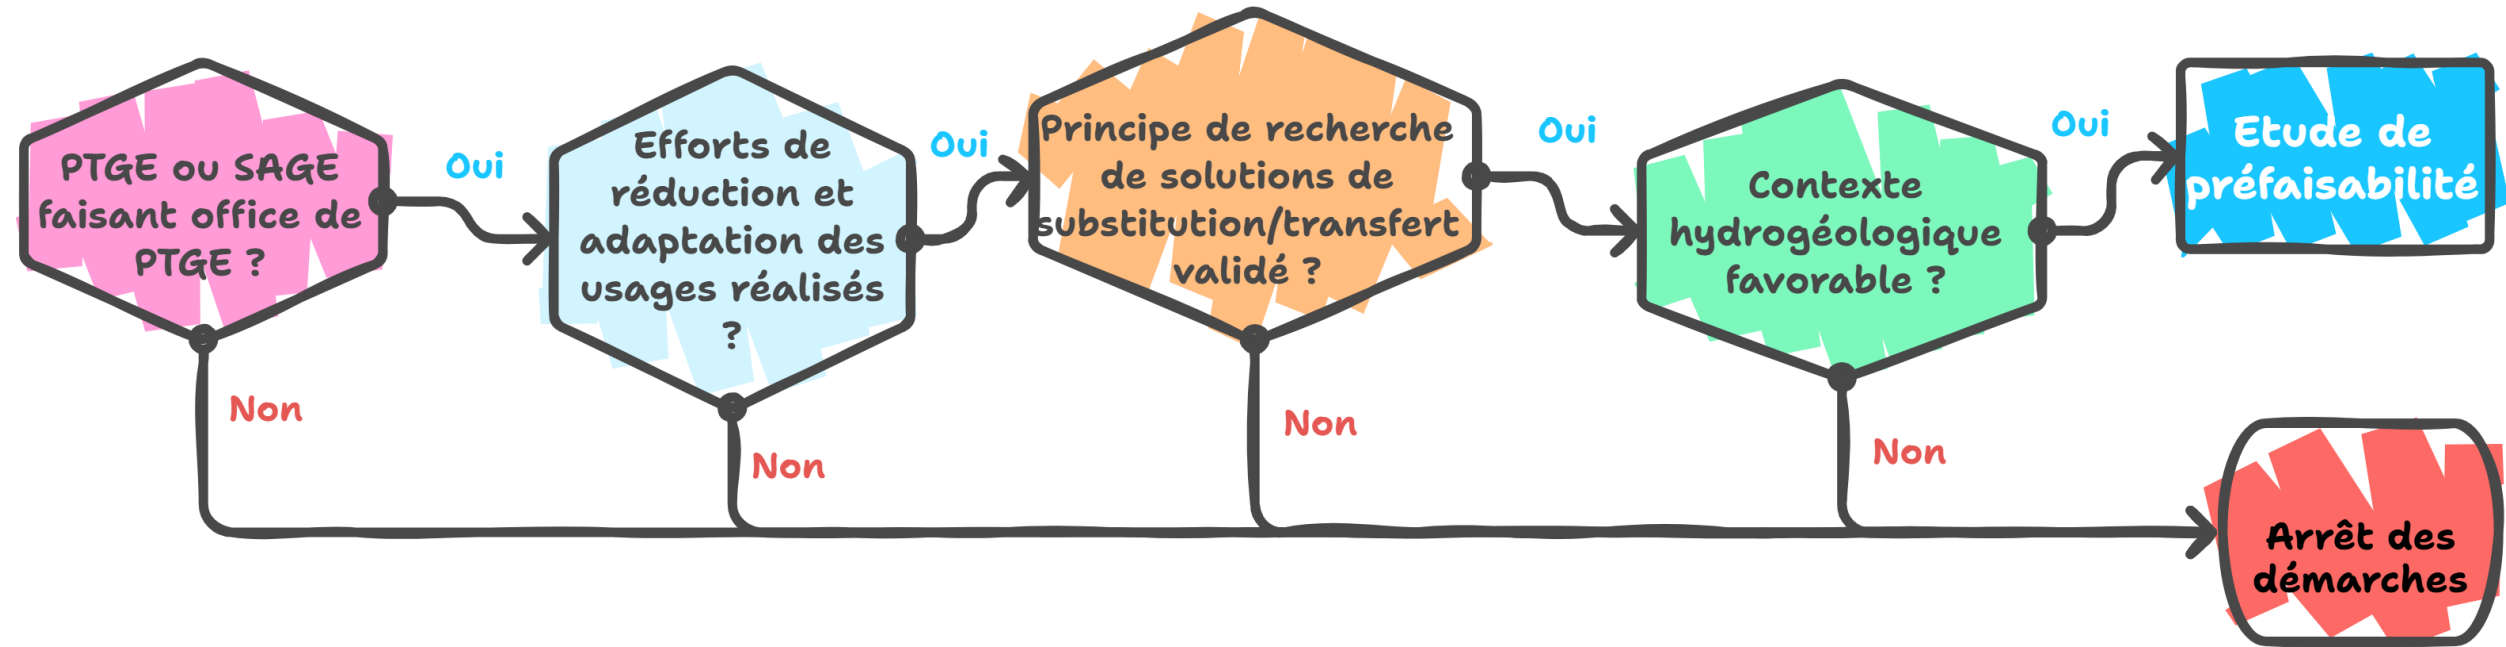 PTGE ou SAGE
faisant office de
PTGE ?
Oui
Non
Efforts de
réduction et
adaptation des
usages réalisés
?
Oui
Non
Principe de recherche
de solutions de
substitution/transfert
validé ?
Oui
Non
Contexte
hydrogéologique
favorable ?
Oui
Non
Etude de
préfaisabilité
Arrêt des
démarches